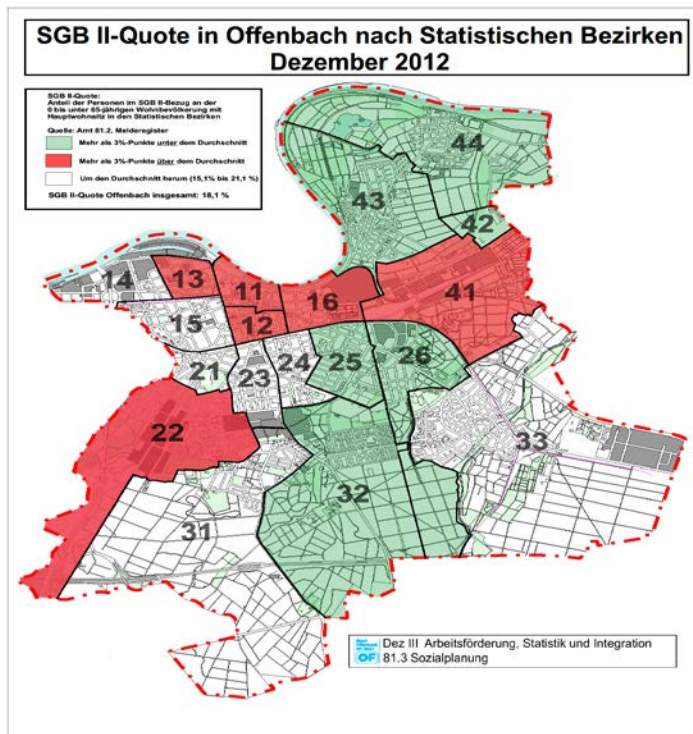 SGB II-Quote in Offenbach nach Statistischen Bezirken
Dezember 2012
SGB II-Quote:
Anteil der Personen im SGB II-Bezug an der
0 bis unter 65-jährigen Wohnbevölkerung mit
Hauptwohnsitz in den Statistischen Bezirken
Quelle: Amt 81.2, Melderegister
Mehr als 3%-Punkte unter dem Durchschnitt
Mehr als 3%-Punkte über dem Durchschnitt
Um den Durchschnitt herum (15,1% bis 21,1 %)
SGB II-Quote Offenbach insgesamt: 18,1 %
44
43
42
14
13
11
16
41
12
15
21
23
24
25
26
22
33
32
31
OF
Dez III Arbeitsförderung, Statistik und Integration
81.3 Sozialplanung